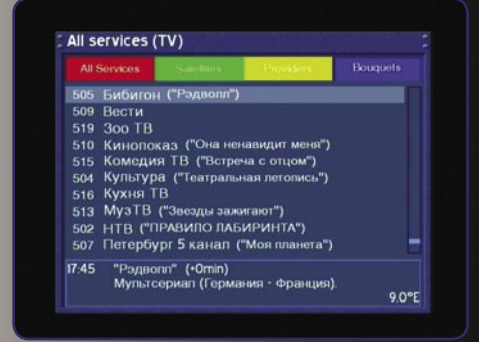 All services (TV)
All Services Satellites Providers Bouquets
505 Бибигон ("Рэдволл")
509 Вести
519 Зоо ТВ
510 Кинопоказ ("Она ненавидит меня")
515 Комедия ТВ ("Встреча с отцом")
504 Культура ("Театральная летопись")
516 Кухня ТВ
513 МузТВ ("Звезды зажигают")
502 НТВ ("ПРАВИЛО ЛАБИРИНТА")
507 Петербург 5 канал ("Моя планета")
17:45 "Рэдволл" (+0min)
Мультсериал (Германия - Франция).
9.0°E